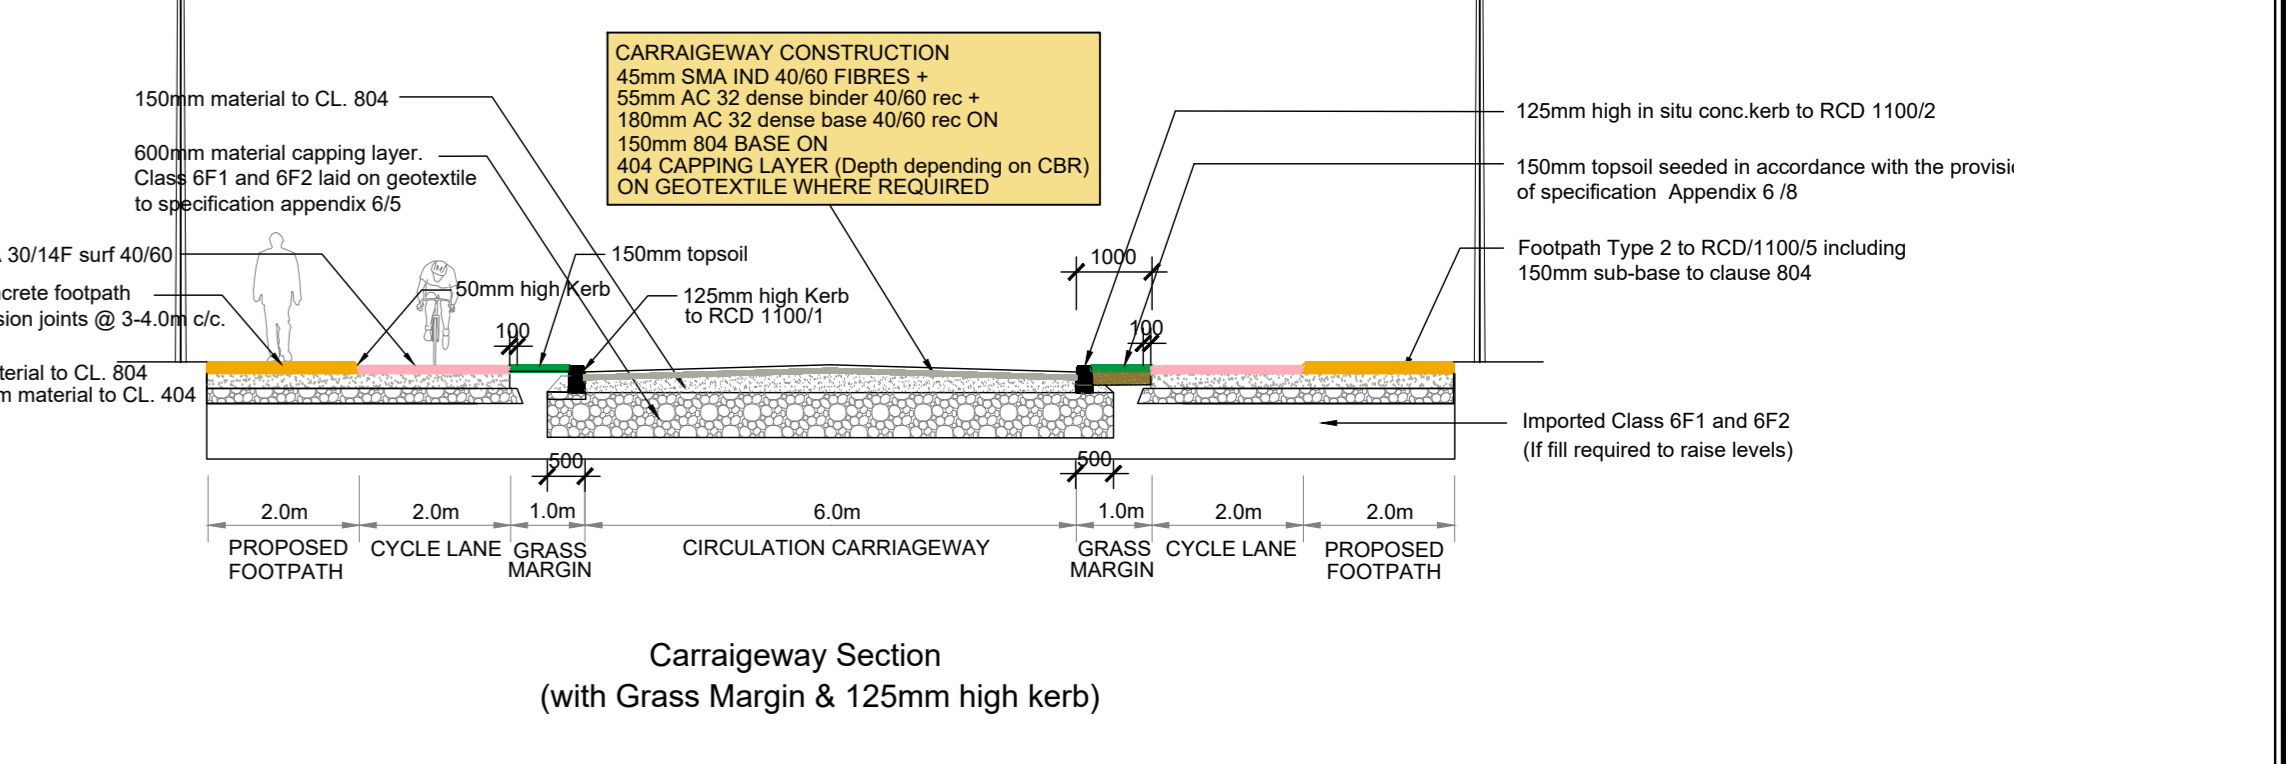 CARRAIGEWAY CONSTRUCTION
45mm SMA IND 40/60 FIBRES +
55mm AC 32 dense binder 40/60 rec +
180mm AC 32 dense base 40/60 rec ON
150mm 804 BASE ON
404 CAPPING LAYER (Depth depending on CBR)
ON GEOTEXTILE WHERE REQUIRED
150mm material to CL. 804
600mm material capping layer.
Class 6F1 and 6F2 laid on geotextile
to specification appendix 6/5
30/14F surf 40/60
footpath
joints @ 3-4.0m c/c.
to CL. 804
material to CL. 404
50mm high Kerb
150mm topsoil
125mm high Kerb
to RCD 1100/1
100
1000
100
125mm high in situ conc.kerb to RCD 1100/2
150mm topsoil seeded in accordance with the
of specification Appendix 6 /8
Footpath Type 2 to RCD/1100/5 including
150mm sub-base to clause 804
Imported Class 6F1 and 6F2
(If fill required to raise levels)
500
500
2.0m
2.0m
1.0m
6.0m
1.0m
2.0m
2.0m
PROPOSED
FOOTPATH
CYCLE LANE
GRASS
MARGIN
CIRCULATION CARRIAGEWAY
GRASS
MARGIN
CYCLE LANE
PROPOSED
FOOTPATH
Carraigeway Section
(with Grass Margin & 125mm high kerb)